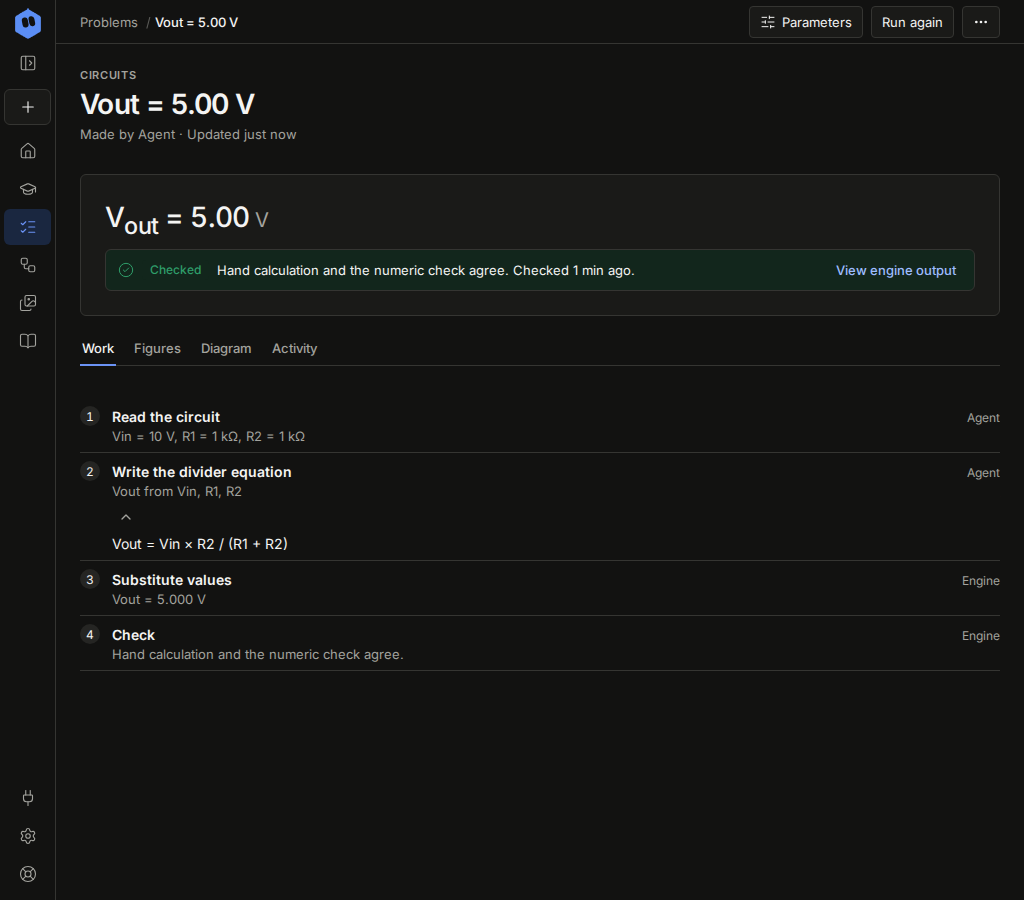 Problems / Vout = 5.00 V
Parameters
Run again
CIRCUITS
Vout = 5.00 V
Made by Agent · Updated just now
Vout = 5.00 V
Checked Hand calculation and the numeric check agree. Checked 1 min ago. View engine output
Work Figures Diagram Activity
1 Read the circuit Agent
Vin = 10 V, R1 = 1 kΩ, R2 = 1 kΩ
2 Write the divider equation Agent
Vout from Vin, R1, R2
Vout = Vin × R2 / (R1 + R2)
3 Substitute values Engine
Vout = 5.000 V
4 Check Engine
Hand calculation and the numeric check agree.